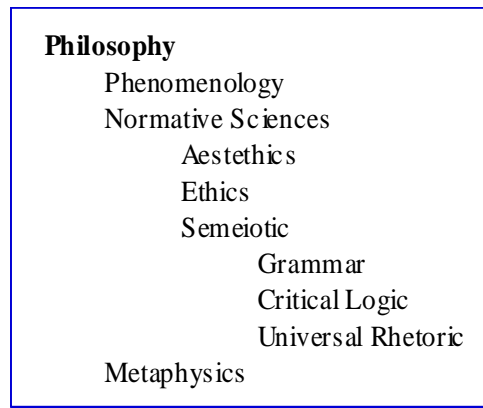 Philosophy
Phenomenology
Normative Sciences
Aestethics
Ethics
Semeiotic
Grammar
Critical Logic
Universal Rhetoric
Metaphysics